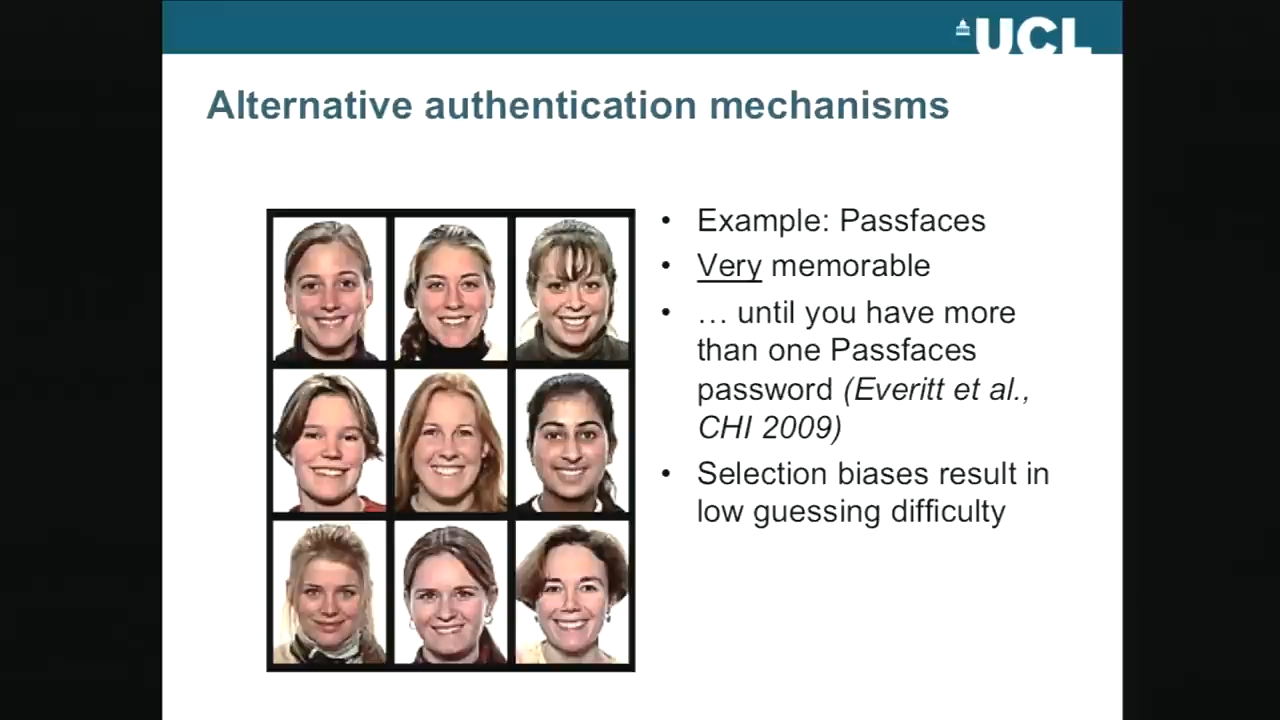 UCL
Alternative authentication mechanisms
• Example: Passfaces
• Very memorable
• … until you have more
than one Passfaces
password (Everitt et al.,
CHI 2009)
• Selection biases result in
low guessing difficulty